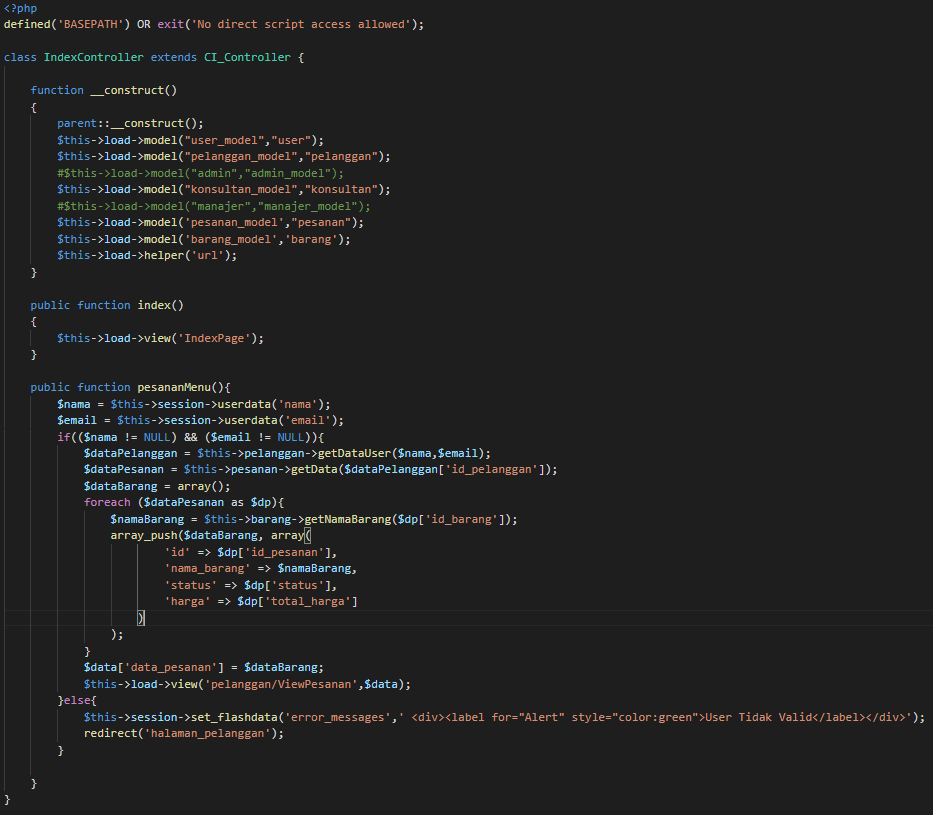 <?php
defined('BASEPATH') OR exit('No direct script access allowed');
class IndexController extends CI_Controller {
function __construct()
{
parent::__construct();
$this->load->model("user_model","user");
$this->load->model("pelanggan_model","pelanggan");
#$this->load->model("admin","admin_model");
$this->load->model("konsultan_model","konsultan");
#$this->load->model("manajer","manajer_model");
$this->load->model('pesanan_model',"pesanan");
$this->load->model('barang_model','barang');
$this->load->helper('url');
}
public function index()
{
$this->load->view('IndexPage');
}
public function pesananMenu(){
$nama = $this->session->userdata('nama');
$email = $this->session->userdata('email');
if(($nama != NULL) && ($email != NULL)){
$dataPelanggan = $this->pelanggan->getDataUser($nama,$email);
$dataPesanan = $this->pesanan->getData($dataPelanggan['id_pelanggan']);
$dataBarang = array();
foreach ($dataPesanan as $dp){
$namaBarang = $this->barang->getNamaBarang($dp['id_barang']);
array_push($dataBarang, array(
'id' => $dp['id_pesanan'],
'nama_barang' => $namaBarang,
'status' => $dp['status'],
'harga' => $dp['total_harga']
)
);
}
$data['data_pesanan'] = $dataBarang;
$this->load->view('pelanggan/ViewPesanan',$data);
}else{
$this->session->set_flashdata('error_messages',' <div><label for="Alert" style="color:green">User Tidak Valid</label></div>');
redirect('halaman_pelanggan');
}
}
}